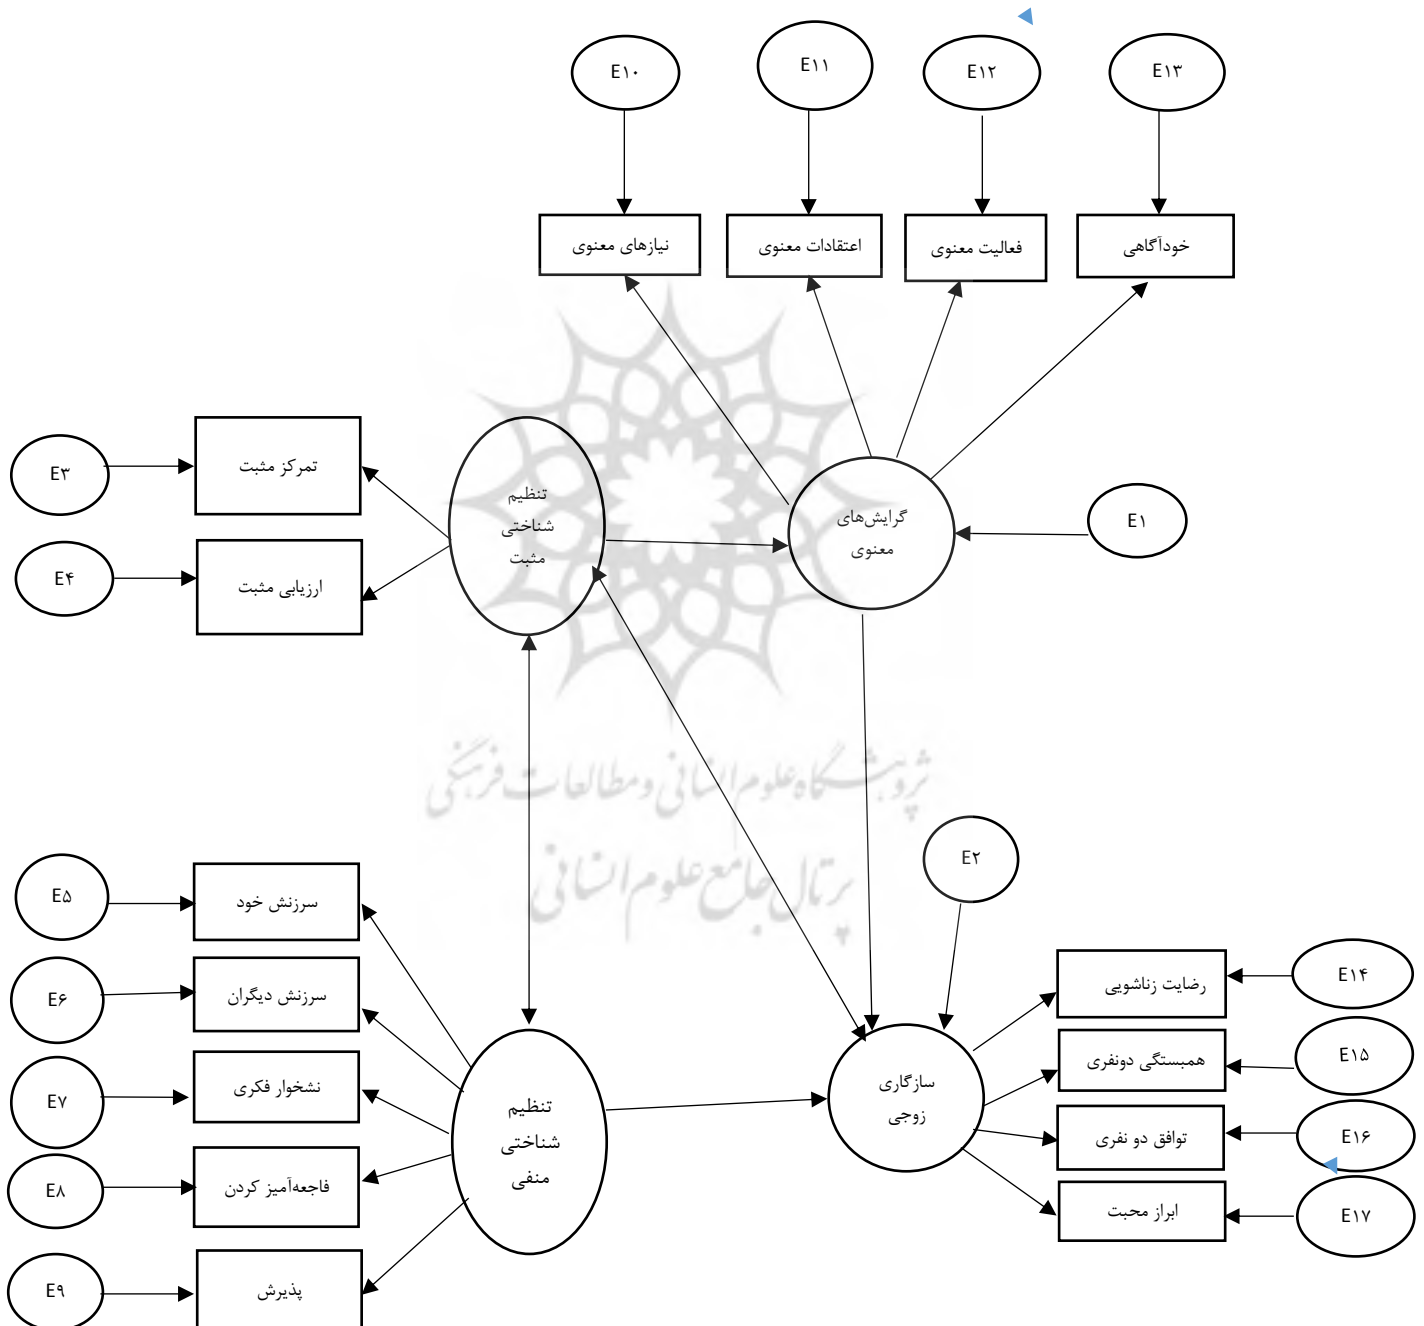 E۱۰
E۱۱
E۱۲
E۱۳
نیازهای معنوی
اعتقادات معنوی
فعالیت معنوی
خودآگاهی
E۳
تمرکز مثبت
E۴
ارزیابی مثبت
تنظیم
شناختی
مثبت
گرایش‌های
معنوی
E۱
پژوهشگاه علوم انسانی و مطالعات فرهنگی
پرتال جامع علوم انسانی
E۲
E۵
سرزنش خود
E۶
سرزنش دیگران
E۷
نشخوار فکری
E۸
فاجعه‌آمیز کردن
E۹
پذیرش
تنظیم
شناختی
منفی
سازگاری
زوجی
رضایت زناشویی
E۱۴
همبستگی دونفری
E۱۵
توافق دو نفری
E۱۶
ابراز محبت
E۱۷